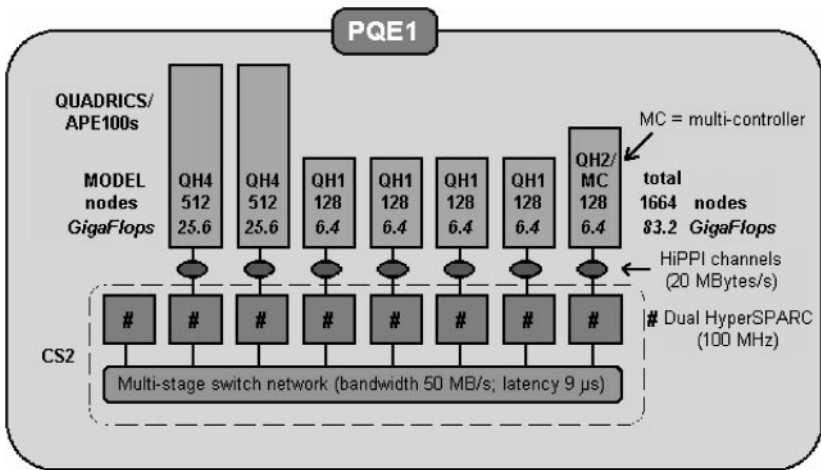 PQE1
QUADRICS/
APE100s
MC = multi-controller
MODEL
nodes
GigaFlops
QH4
512
25.6
QH4
512
25.6
QH1
128
6.4
QH1
128
6.4
QH1
128
6.4
QH1
128
6.4
QH2/
MC
128
6.4
total
1664 nodes
83.2 GigaFlops
HiPPI channels
(20 MBytes/s)
# # # # # # # #
# Dual HyperSPARC
(100 MHz)
CS2
Multi-stage switch network (bandwidth 50 MB/s; latency 9 µs)